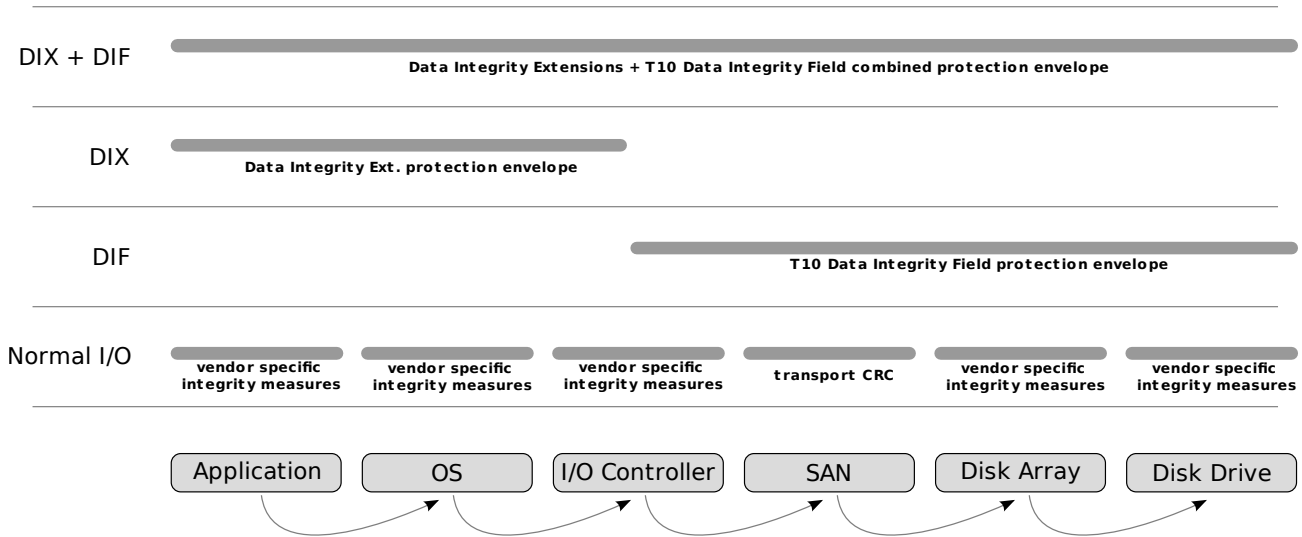 DIX + DIF
Data Integrity Extensions + T10 Data Integrity Field combined protection envelope
DIX
Data Integrity Ext. protection envelope
DIF
T10 Data Integrity Field protection envelope
Normal I/O
vendor specific
integrity measures
vendor specific
integrity measures
vendor specific
integrity measures
transport CRC
vendor specific
integrity measures
vendor specific
integrity measures
Application
OS
I/O Controller
SAN
Disk Array
Disk Drive